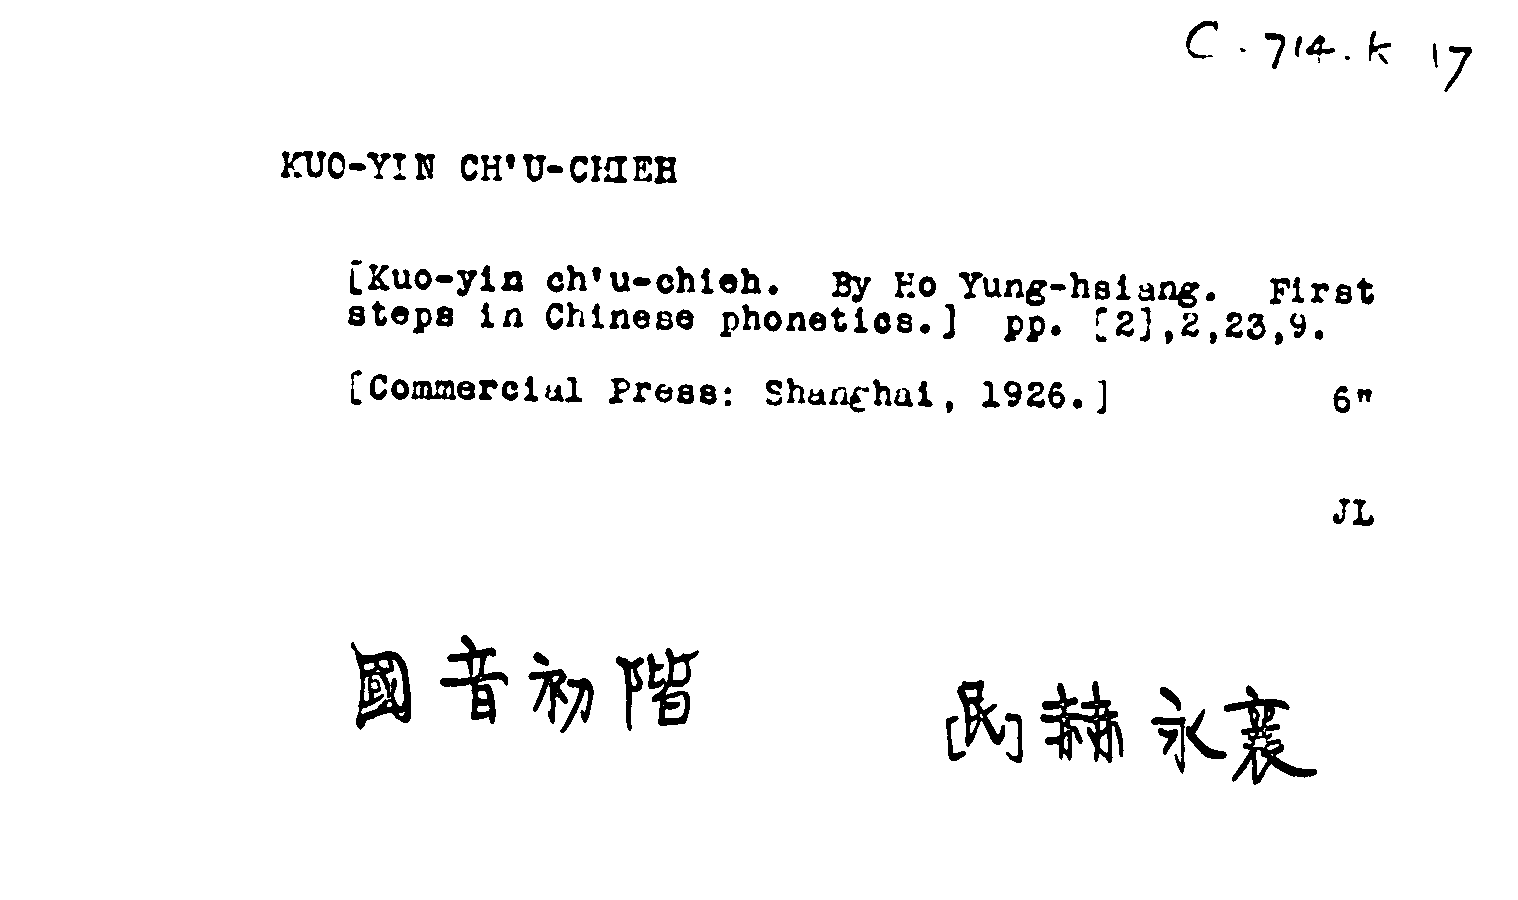 C.714.k 17
KUO-YIN CH'U-CHIEH
[Kuo-yin ch'u-chieh. By Ho Yung-hsiang. First
steps in Chinese phonetics.] pp. [2],2,23,9.
[Commercial Press: Shanghai, 1926.] 6"
JL
國音初階
[民]赫永襄